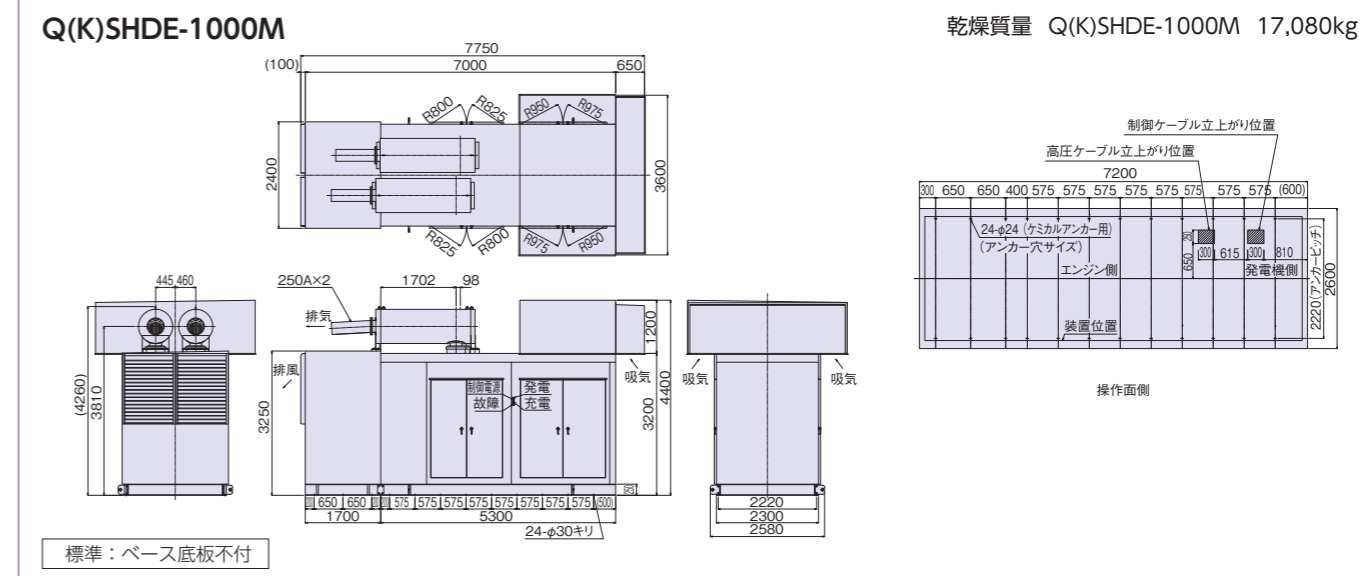 Q(K)SHDE-1000M
乾燥質量 Q(K)SHDE-1000M 17,080kg
7750
(100) 7000 650
R800 R825 R950 R975
2400
3600
R825 R800 R975 R950
制御ケーブル立上がり位置
高圧ケーブル立上がり位置
7200
300 650 650 400 575 575 575 575 575 575 575 575 (600)
24-φ24 (ケミカルアンカー用)
(アンカー穴サイズ)
エンジン側
発電機側
250
650
300 615 300 810
2220(アンカーピッチ)
2600
装置位置
操作面側
445 460
(4260)
3810
250A×2
1702 98
排気
排風
3250
制御電源
故障
発電
充電
1200
吸気
4400
3200
250
650 650 575 575 575 575 575 575 575 575 (500)
1700 5300
24-φ30キリ
吸気 吸気
2220
2300
2580
標準：ベース底板不付